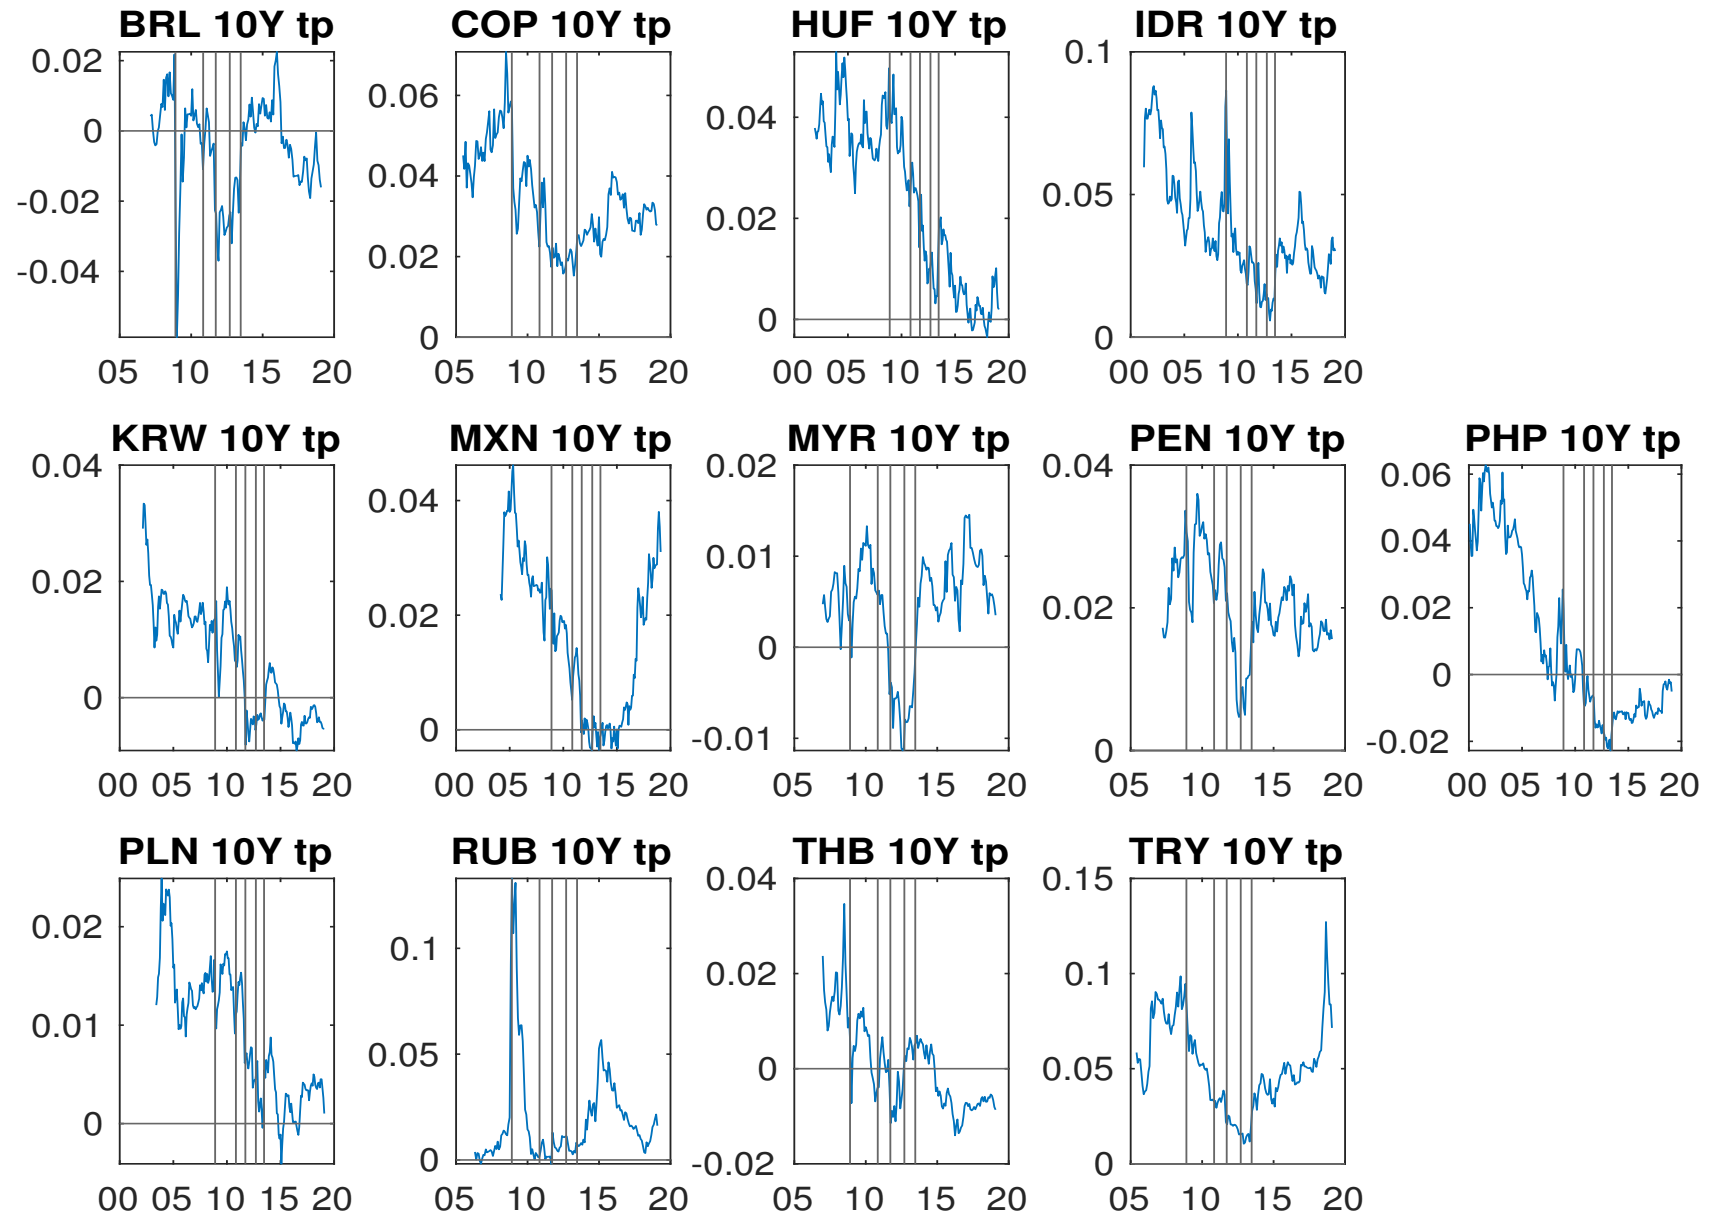 BRL 10Y tp
COP 10Y tp
HUF 10Y tp
IDR 10Y tp
0.02
0
-0.02
-0.04
05 10 15 20
0.06
0.04
0.02
0
05 10 15 20
0.04
0.02
0
00 05 10 15 20
0.1
0.05
0
00 05 10 15 20
KRW 10Y tp
MXN 10Y tp
MYR 10Y tp
PEN 10Y tp
PHP 10Y tp
0.04
0.02
0
00 05 10 15 20
0.04
0.02
0
00 05 10 15 20
0.02
0.01
0
-0.01
05 10 15 20
0.04
0.02
0
05 10 15 20
0.06
0.04
0.02
0
-0.02
00 05 10 15 20
PLN 10Y tp
RUB 10Y tp
THB 10Y tp
TRY 10Y tp
0.02
0.01
0
00 05 10 15 20
0.1
0.05
0
05 10 15 20
0.04
0.02
0
-0.02
05 10 15 20
0.15
0.1
0.05
0
05 10 15 20